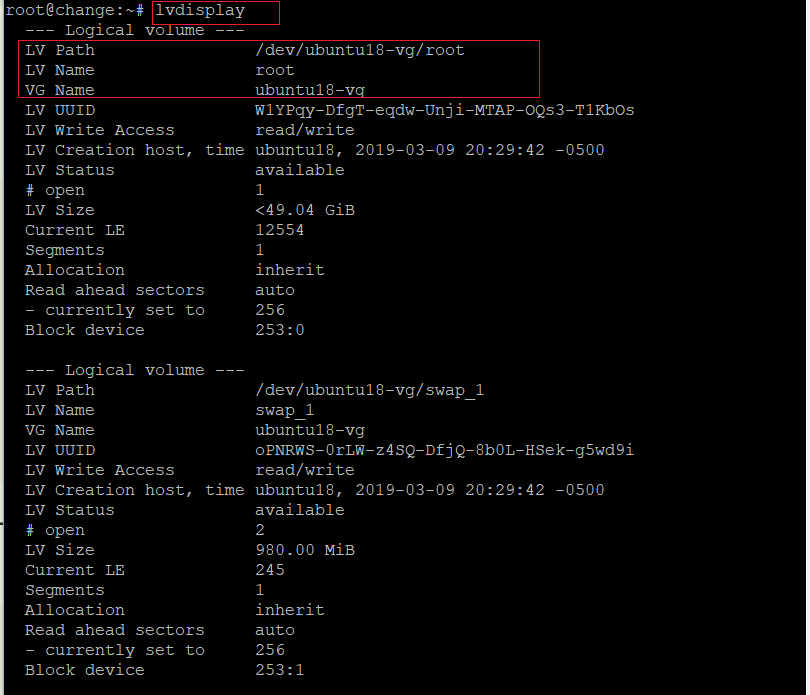 root@change:~# lvdisplay
--- Logical volume ---
LV Path                /dev/ubuntu18-vg/root
LV Name                root
VG Name                ubuntu18-vg
LV UUID                W1YPqy-DfgT-eqdw-Unji-MTAP-OQs3-T1KbOs
LV Write Access        read/write
LV Creation host, time ubuntu18, 2019-03-09 20:29:42 -0500
LV Status              available
# open                 1
LV Size                <49.04 GiB
Current LE             12554
Segments               1
Allocation             inherit
Read ahead sectors     auto
- currently set to     256
Block device           253:0
--- Logical volume ---
LV Path                /dev/ubuntu18-vg/swap_1
LV Name                swap_1
VG Name                ubuntu18-vg
LV UUID                oPNRWS-0rLW-z4SQ-DfjQ-8b0L-HSek-g5wd9i
LV Write Access        read/write
LV Creation host, time ubuntu18, 2019-03-09 20:29:42 -0500
LV Status              available
# open                 2
LV Size                980.00 MiB
Current LE             245
Segments               1
Allocation             inherit
Read ahead sectors     auto
- currently set to     256
Block device           253:1